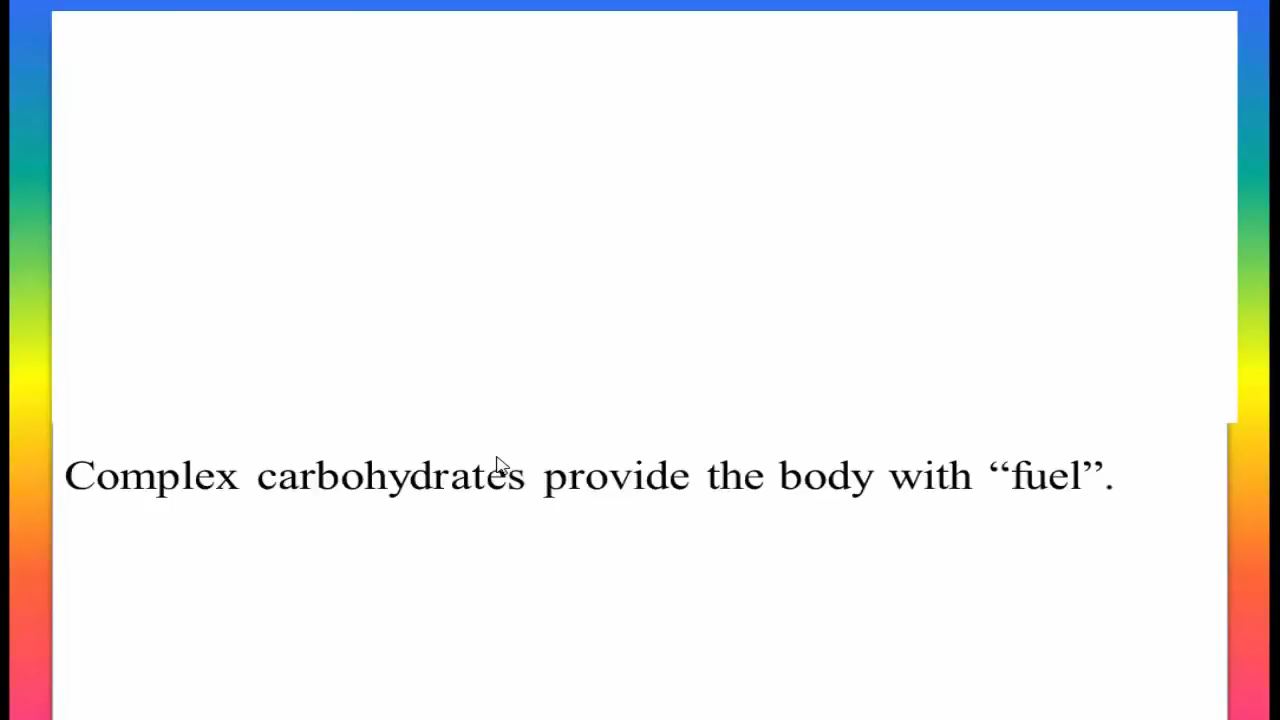 Complex carbohydrates provide the body with “fuel”.